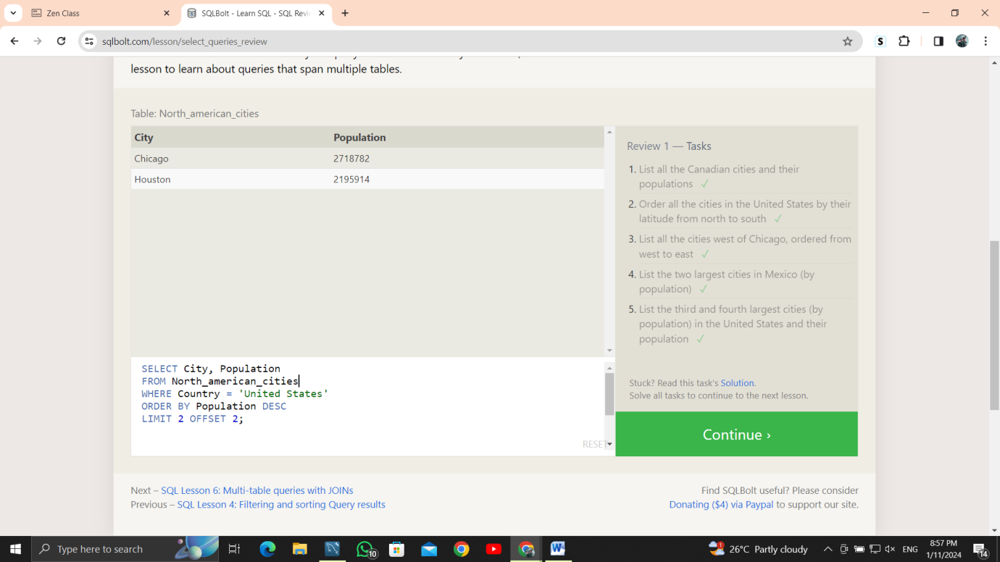 Zen Class
SQLBolt - Learn SQL - SQL Revi
sqlbolt.com/lesson/select_queries_review
S
lesson to learn about queries that span multiple tables.
Table: North_american_cities
City Population
Chicago 2718782
Houston 2195914
Review 1 — Tasks
1. List all the Canadian cities and their
populations ✓
2. Order all the cities in the United States by their
latitude from north to south ✓
3. List all the cities west of Chicago, ordered from
west to east ✓
4. List the two largest cities in Mexico (by
population) ✓
5. List the third and fourth largest cities (by
population) in the United States and their
population ✓
SELECT City, Population
FROM North_american_cities
WHERE Country = 'United States'
ORDER BY Population DESC
LIMIT 2 OFFSET 2;
RESET
Stuck? Read this task's Solution.
Solve all tasks to continue to the next lesson.
Continue ›
Next – SQL Lesson 6: Multi-table queries with JOINs
Previous – SQL Lesson 4: Filtering and sorting Query results
Find SQLBolt useful? Please consider
Donating ($4) via Paypal to support our site.
Type here to search
10
W
26°C Partly cloudy
ENG
8:57 PM
1/11/2024
14